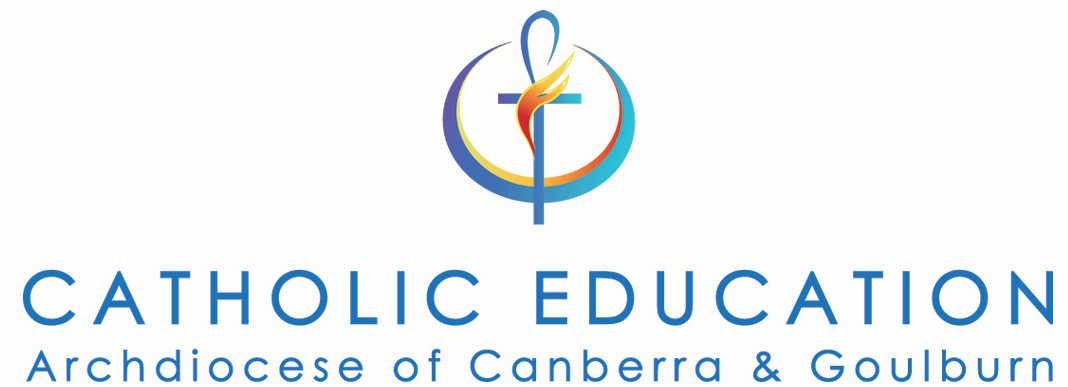 CATHOLIC EDUCATION
Archdiocese of Canberra & Goulburn